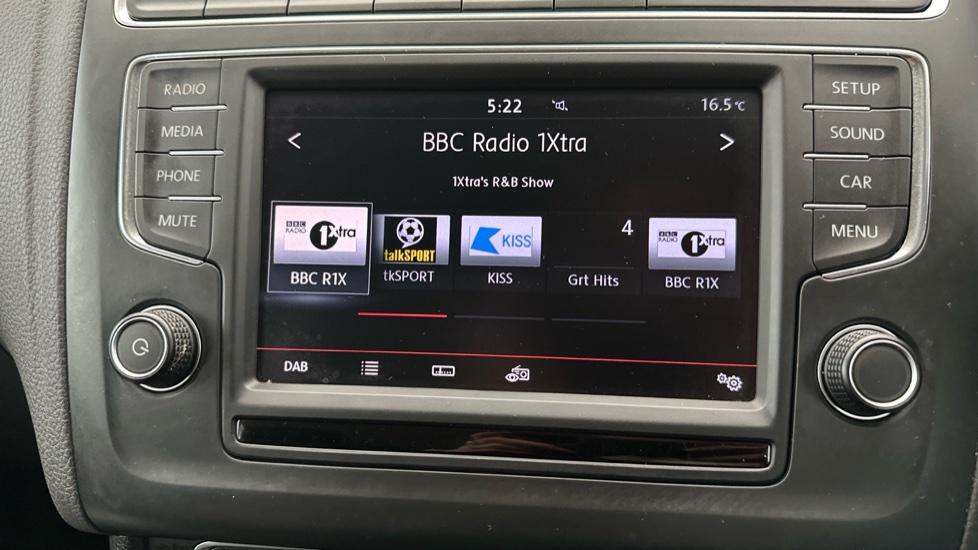 RADIO
MEDIA
PHONE
MUTE
5:22
16.5°C
<
BBC Radio 1Xtra
>
1Xtra's R&B Show
BBC RADIO 1Xtra
talkSPORT
KISS
4
BBC RADIO 1Xtra
BBC R1X
tkSPORT
KISS
Grt Hits
BBC R1X
DAB
SETUP
SOUND
CAR
MENU